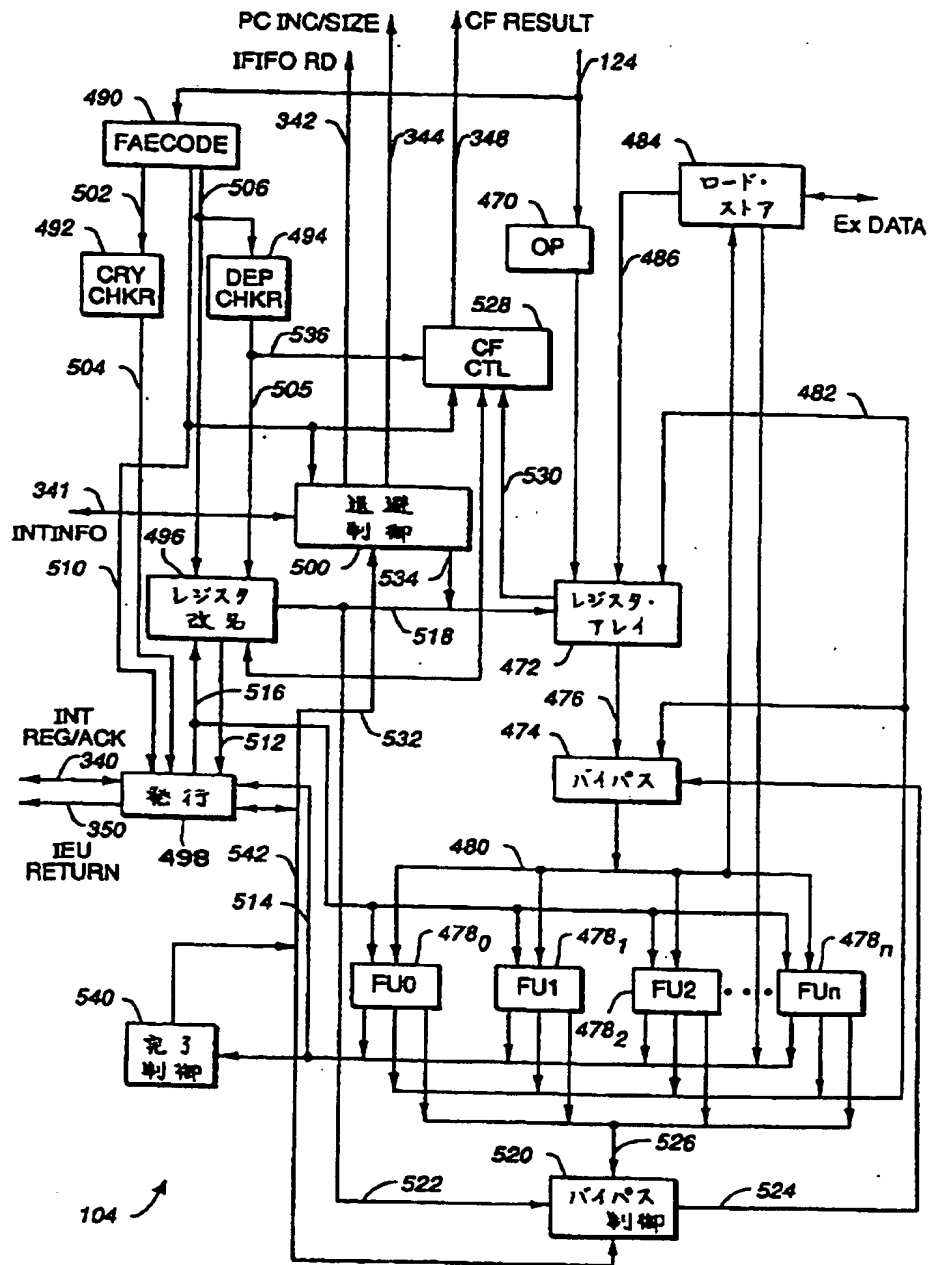 PC INC/SIZE
CF RESULT
IFIFO RD
124
490
FAECODE
342
344
348
484
ロード・
ストア
Ex DATA
502
506
492
CRY
CHKR
494
DEP
CHKR
470
OP
486
528
CF
CTL
504
536
505
482
530
341
INTINFO
退避
制御
500
534
496
レジスタ
改名
510
518
レジスタ・
アレイ
472
516
512
532
476
474
バイパス
INT
REG/ACK
340
発行
350
498
IEU
RETURN
542
514
480
478₀
478₁
478ₙ
FU0
FU1
FU2
FUn
478₂
540
完了
制御
526
520
522
バイパス
制御
524
104